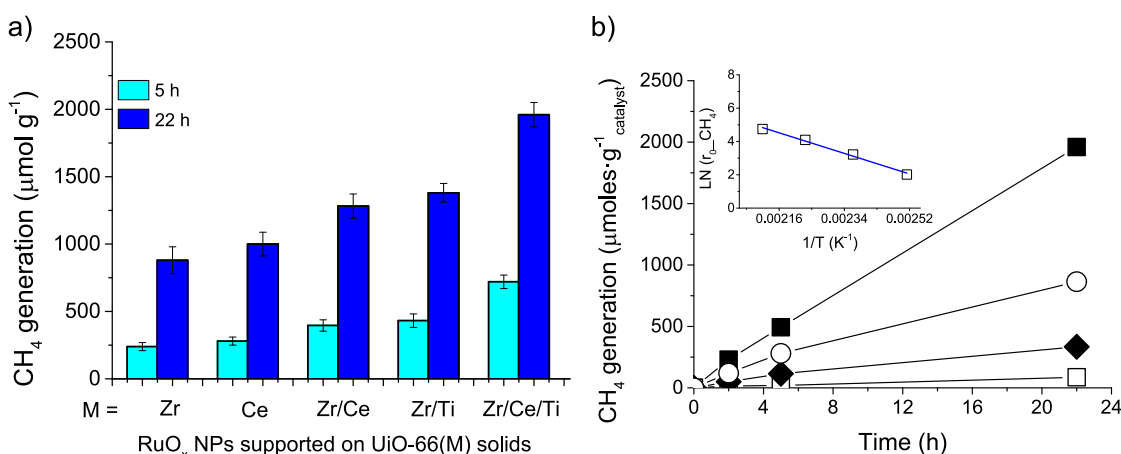 a)
CH₄ generation (μmol g⁻¹)
2500
2000
1500
1000
500
0
5 h
22 h
M = Zr Ce Zr/Ce Zr/Ti Zr/Ce/Ti
RuOₓ NPs supported on UiO-66(M) solids
b)
CH₄ generation (μmoles·g⁻¹ catalyst)
2500
2000
1500
1000
500
0
0 4 8 12 16 20 24
Time (h)
LN (r₀_CH₄)
8
6
4
2
0
0.00216 0.00234 0.00252
1/T (K⁻¹)